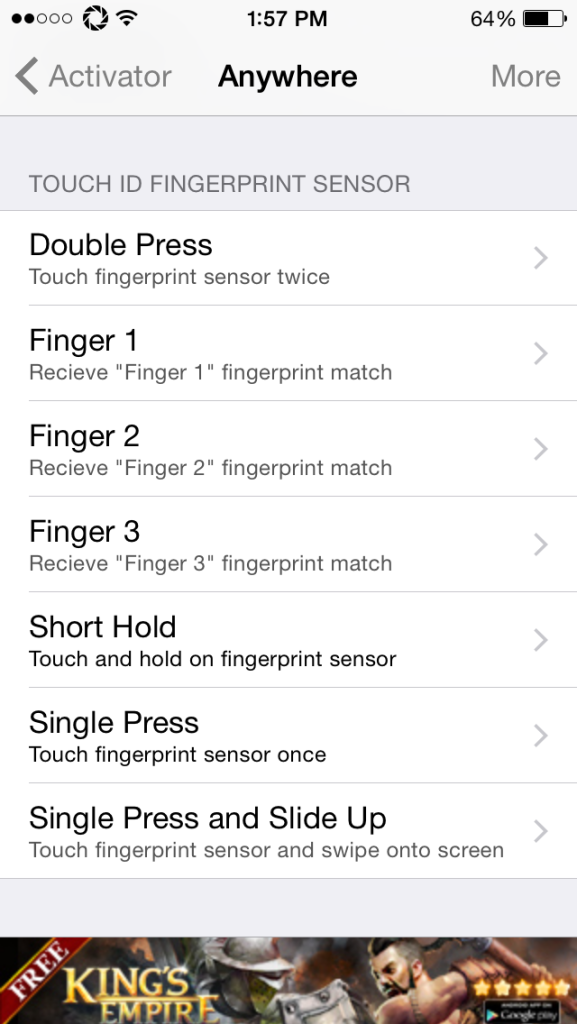 1:57 PM
64%
Activator
Anywhere
More
TOUCH ID FINGERPRINT SENSOR
Double Press
Touch fingerprint sensor twice
Finger 1
Recieve "Finger 1" fingerprint match
Finger 2
Recieve "Finger 2" fingerprint match
Finger 3
Recieve "Finger 3" fingerprint match
Short Hold
Touch and hold on fingerprint sensor
Single Press
Touch fingerprint sensor once
Single Press and Slide Up
Touch fingerprint sensor and swipe onto screen
FREE
KING'S
EMPIRE
ANDROID APP ON
Google play